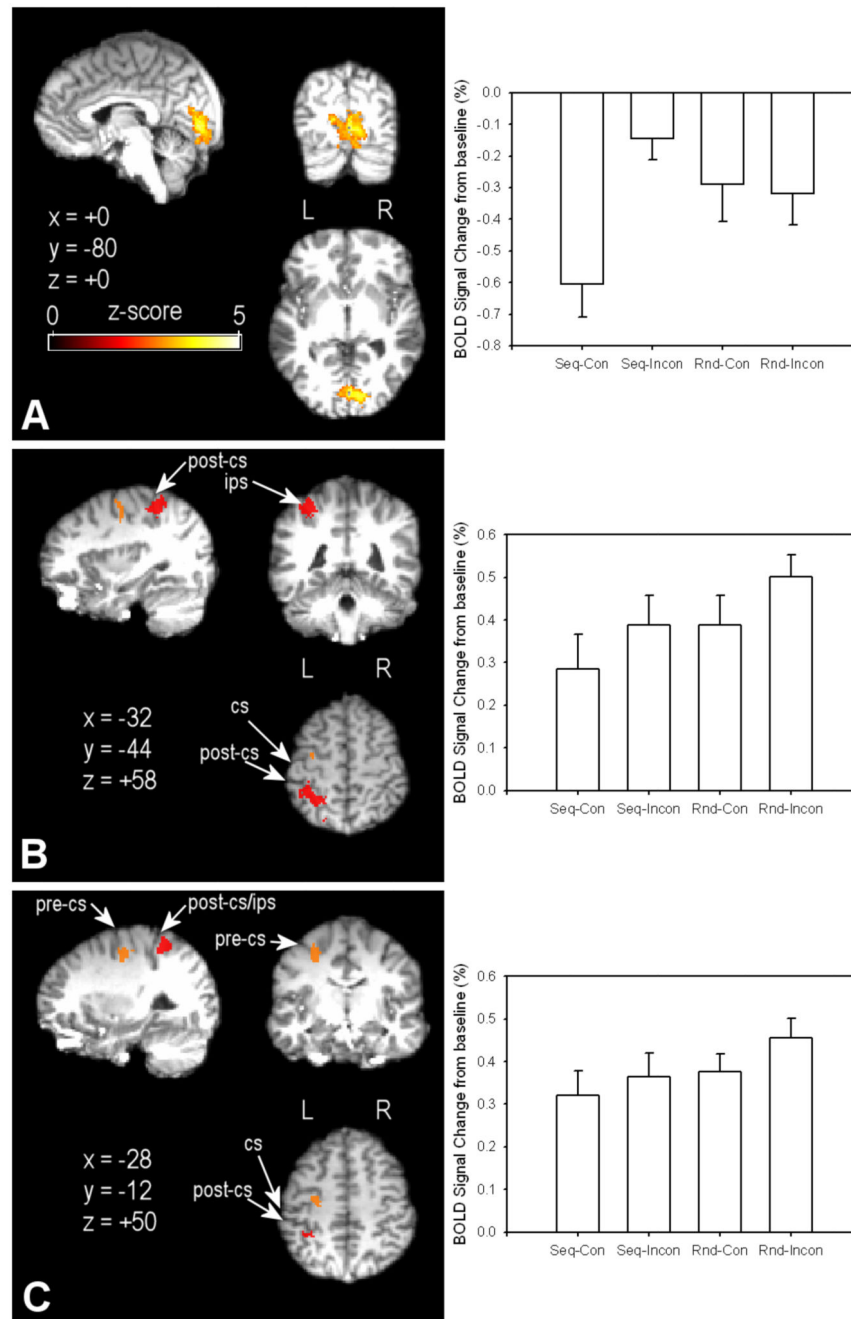 L R
x = +0
y = -80
z = +0
0 z-score 5
A
BOLD Signal Change from baseline (%)
0.0
-0.1
-0.2
-0.3
-0.4
-0.5
-0.6
-0.7
-0.8
Seq-Con Seq-Incon Rnd-Con Rnd-Incon
post-cs
ips
L R
cs
post-cs
x = -32
y = -44
z = +58
B
BOLD Signal Change from baseline (%)
0.6
0.5
0.4
0.3
0.2
0.1
0.0
Seq-Con Seq-Incon Rnd-Con Rnd-Incon
pre-cs post-cs/ips
pre-cs
L R
cs
post-cs
x = -28
y = -12
z = +50
C
BOLD Signal Change from baseline (%)
0.6
0.5
0.4
0.3
0.2
0.1
0.0
Seq-Con Seq-Incon Rnd-Con Rnd-Incon